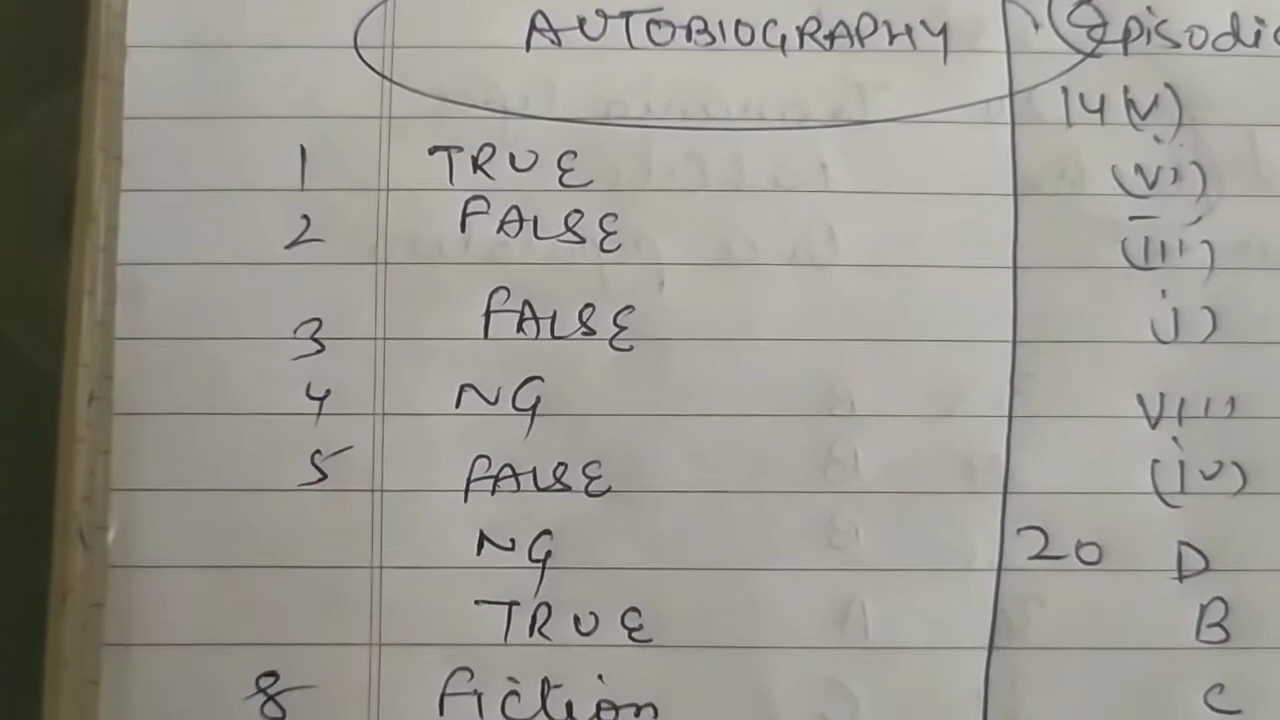 AUTOBIOGRAPHY
1 TRUE
2 FALSE
3 FALSE
4 NG
5 FALSE
NG
TRUE
8 fiction
Episodic
14 (v)
(vi)
(iii)
i)
viii
(iv)
20 D
B
C